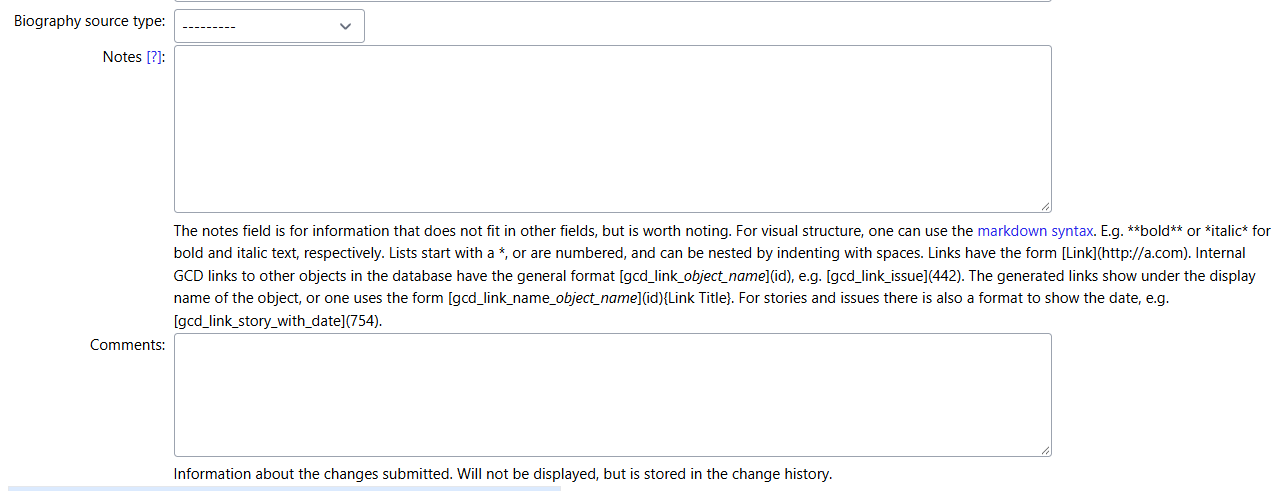 Biography source type:
---------
Notes [?]:
The notes field is for information that does not fit in other fields, but is worth noting. For visual structure, one can use the markdown syntax. E.g. **bold** or *italic* for
bold and italic text, respectively. Lists start with a *, or are numbered, and can be nested by indenting with spaces. Links have the form [Link](http://a.com). Internal
GCD links to other objects in the database have the general format [gcd_link_object_name](id), e.g. [gcd_link_issue](442). The generated links show under the display
name of the object, or one uses the form [gcd_link_name_object_name](id){Link Title}. For stories and issues there is also a format to show the date, e.g.
[gcd_link_story_with_date](754).
Comments:
Information about the changes submitted. Will not be displayed, but is stored in the change history.